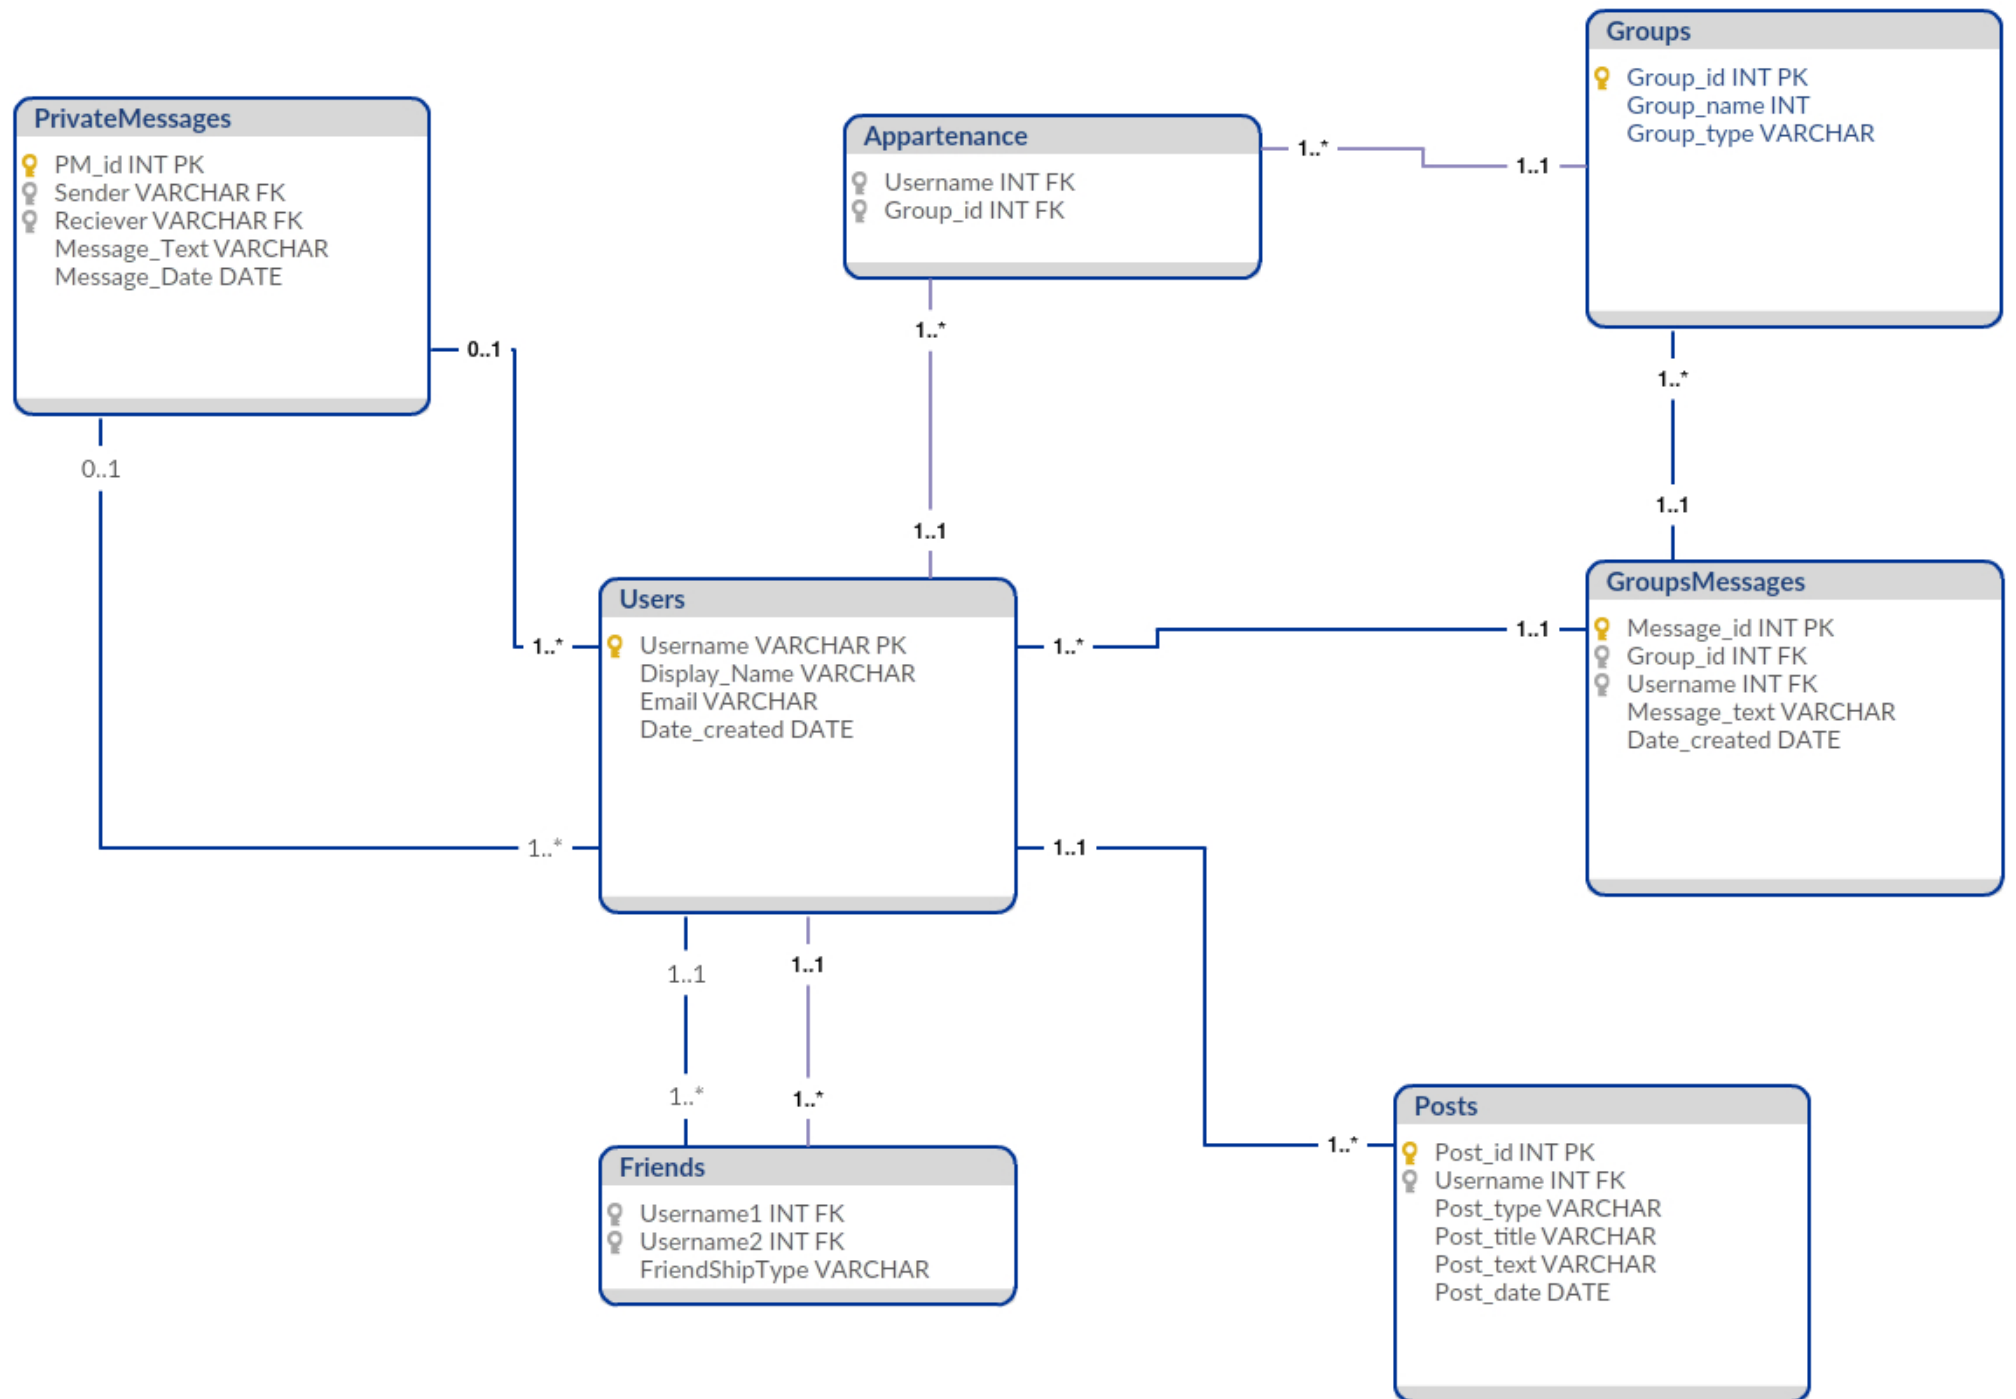 Groups
Group_id INT PK
Group_name INT
Group_type VARCHAR
PrivateMessages
PM_id INT PK
Sender VARCHAR FK
Reciever VARCHAR FK
Message_Text VARCHAR
Message_Date DATE
Appartenance
Username INT FK
Group_id INT FK
1..*
1..1
1..*
1..1
0..1
1..*
1..*
1..1
0..1
1..*
Users
Username VARCHAR PK
Display_Name VARCHAR
Email VARCHAR
Date_created DATE
1..*
1..1
GroupsMessages
Message_id INT PK
Group_id INT FK
Username INT FK
Message_text VARCHAR
Date_created DATE
1..1
1..*
1..1
1..*
1..1
1..*
Friends
Username1 INT FK
Username2 INT FK
FriendShipType VARCHAR
Posts
Post_id INT PK
Username INT FK
Post_type VARCHAR
Post_title VARCHAR
Post_text VARCHAR
Post_date DATE